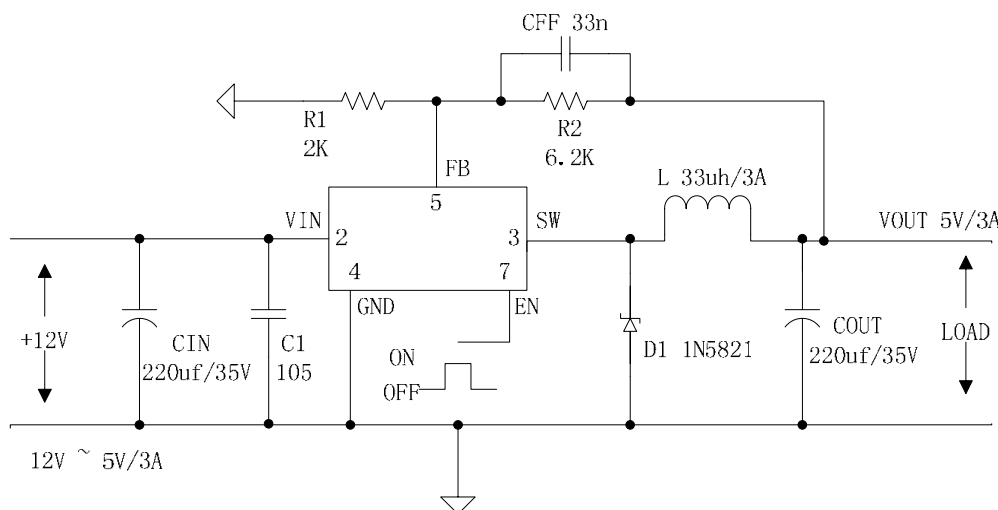 CFF 33n
R1
2K
R2
6.2K
FB
L 33uh/3A
5
VIN
SW
VOUT 5V/3A
2
3
4
7
GND
EN
+12V
CIN
220uf/35V
C1
105
ON
OFF
D1 1N5821
COUT
220uf/35V
LOAD
12V ~ 5V/3A